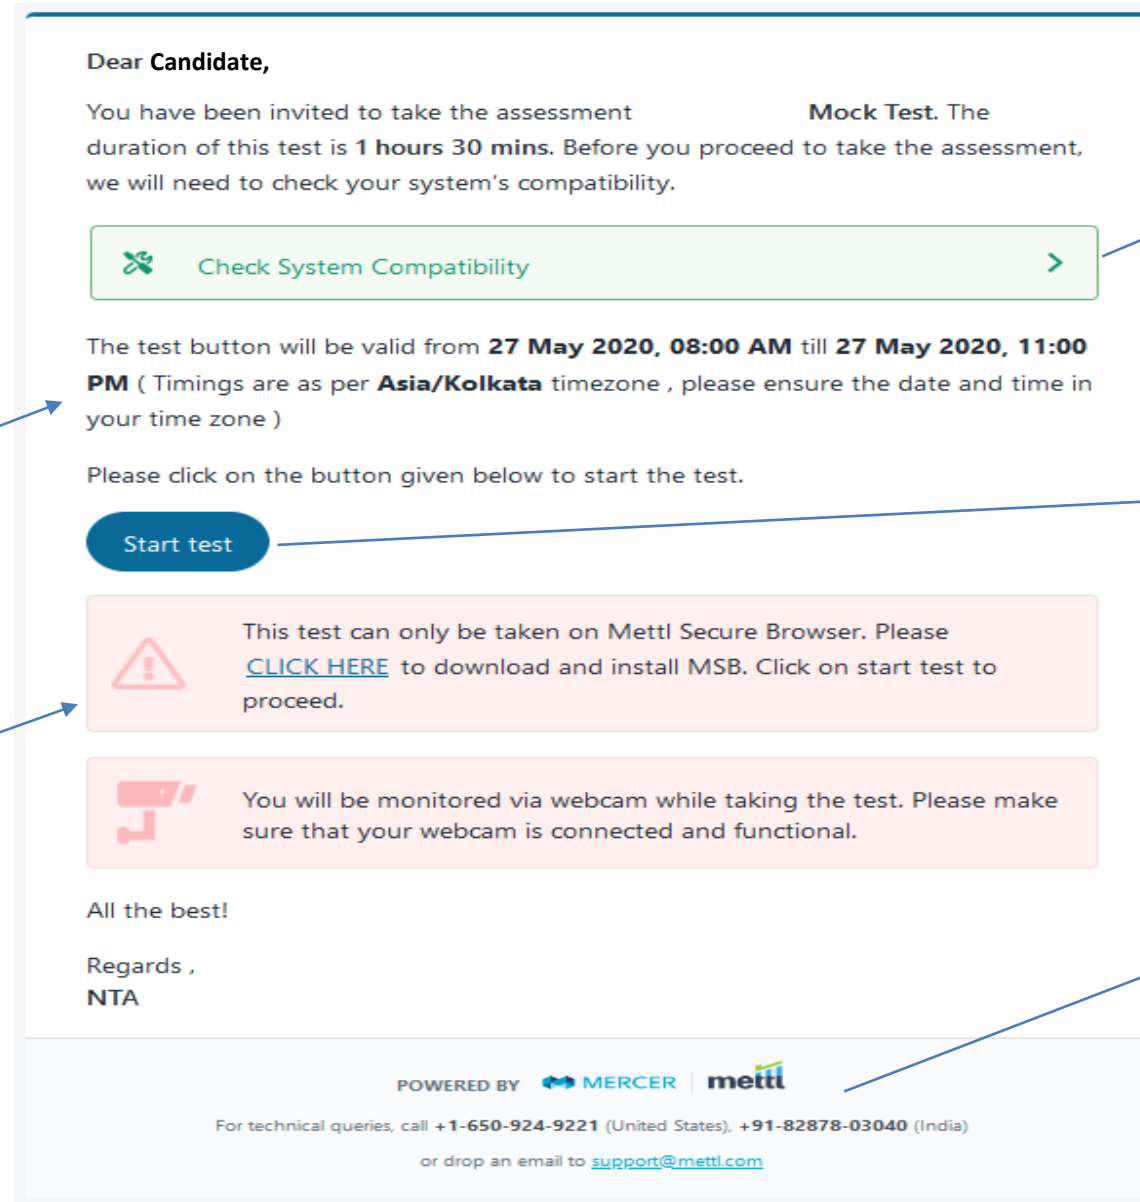 Dear Candidate,
You have been invited to take the assessment Mock Test. The
duration of this test is 1 hours 30 mins. Before you proceed to take the assessment,
we will need to check your system's compatibility.
Check System Compatibility
The test button will be valid from 27 May 2020, 08:00 AM till 27 May 2020, 11:00
PM ( Timings are as per Asia/Kolkata timezone , please ensure the date and time in
your time zone )
Please click on the button given below to start the test.
Start test
This test can only be taken on Mettl Secure Browser. Please
CLICK HERE to download and install MSB. Click on start test to
proceed.
You will be monitored via webcam while taking the test. Please make
sure that your webcam is connected and functional.
All the best!
Regards ,
NTA
POWERED BY MERCER mettl
For technical queries, call +1-650-924-9221 (United States), +91-82878-03040 (India)
or drop an email to support@mettl.com